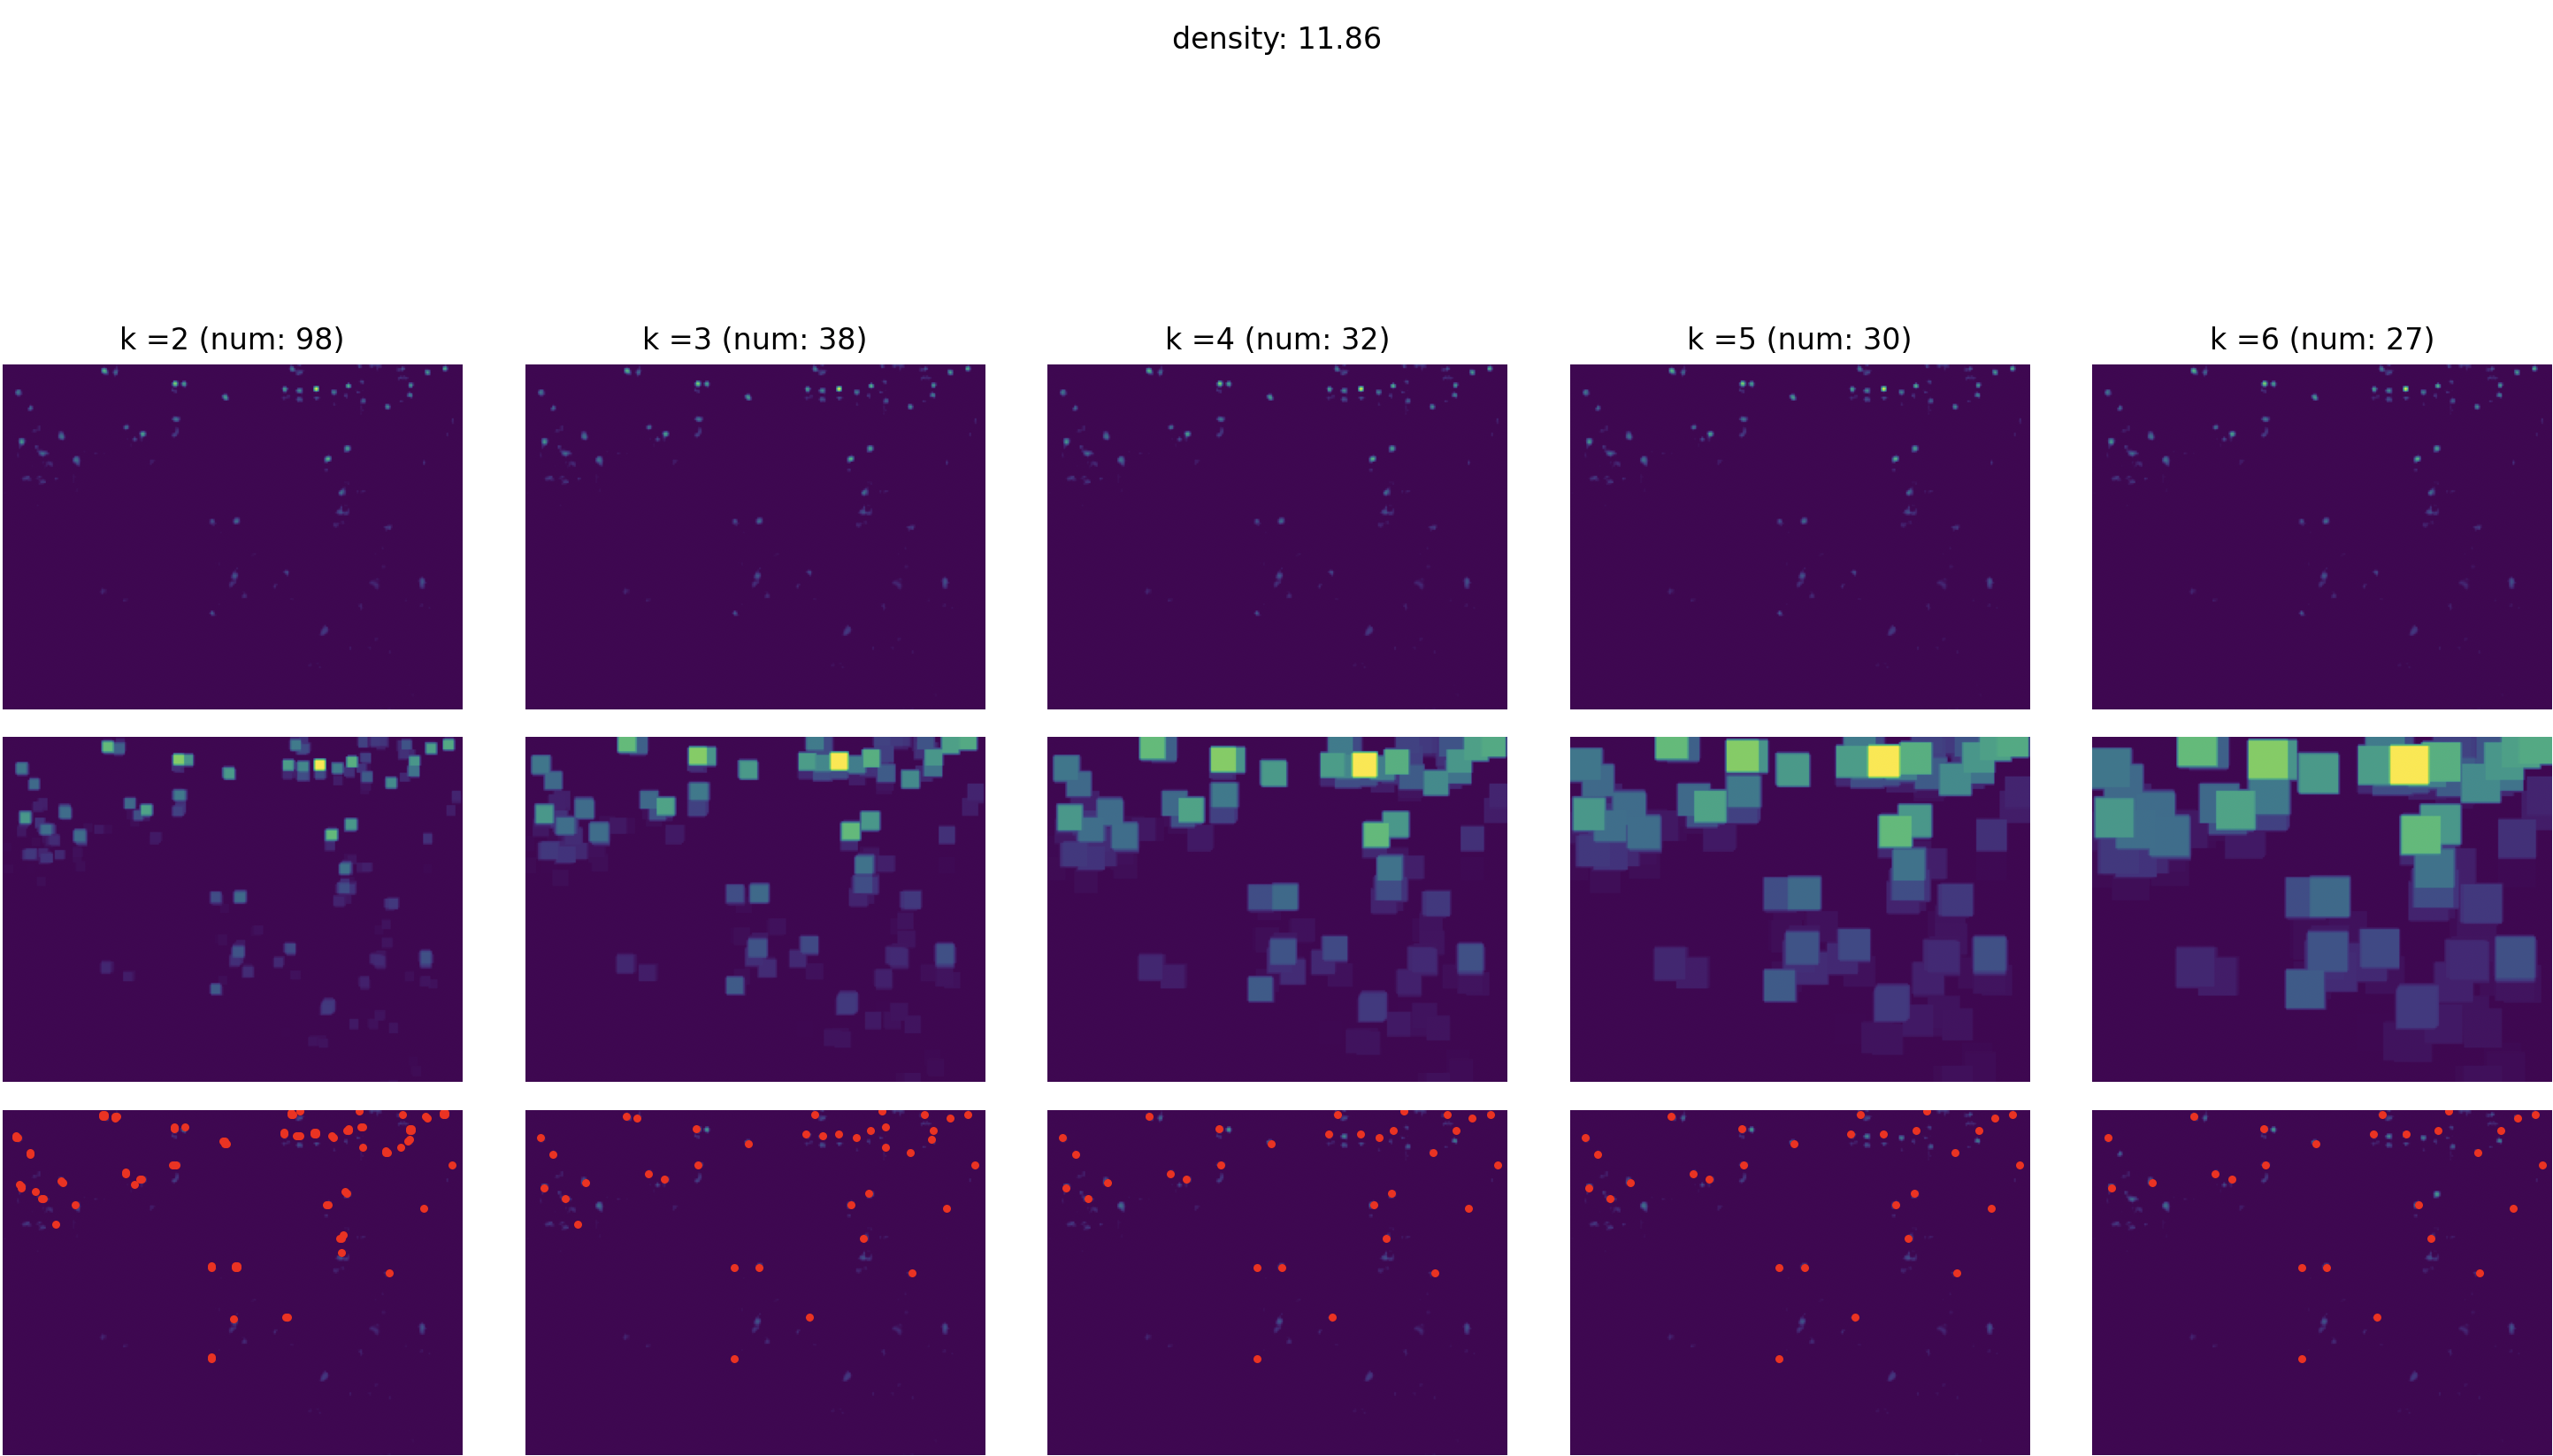 density: 11.86
k =2 (num: 98) k =3 (num: 38) k =4 (num: 32) k =5 (num: 30) k =6 (num: 27)